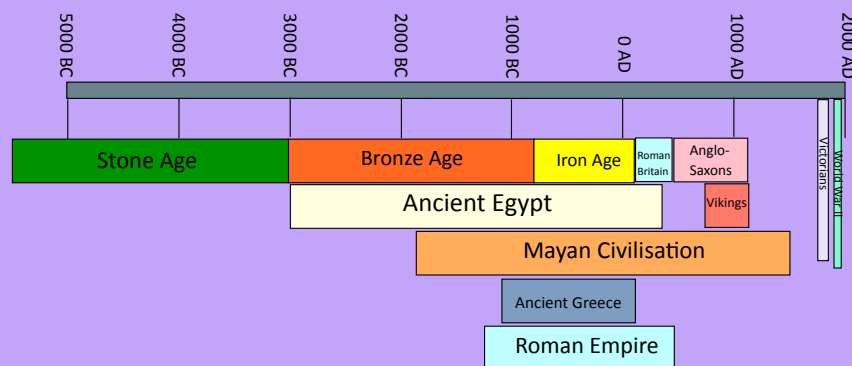 5000 BC
4000 BC
3000 BC
2000 BC
1000 BC
0 AD
1000 AD
2000 AD
Stone Age
Bronze Age
Iron Age
Roman
Britain
Anglo-
Saxons
Victorians
World War II
Ancient Egypt
Vikings
Mayan Civilisation
Ancient Greece
Roman Empire